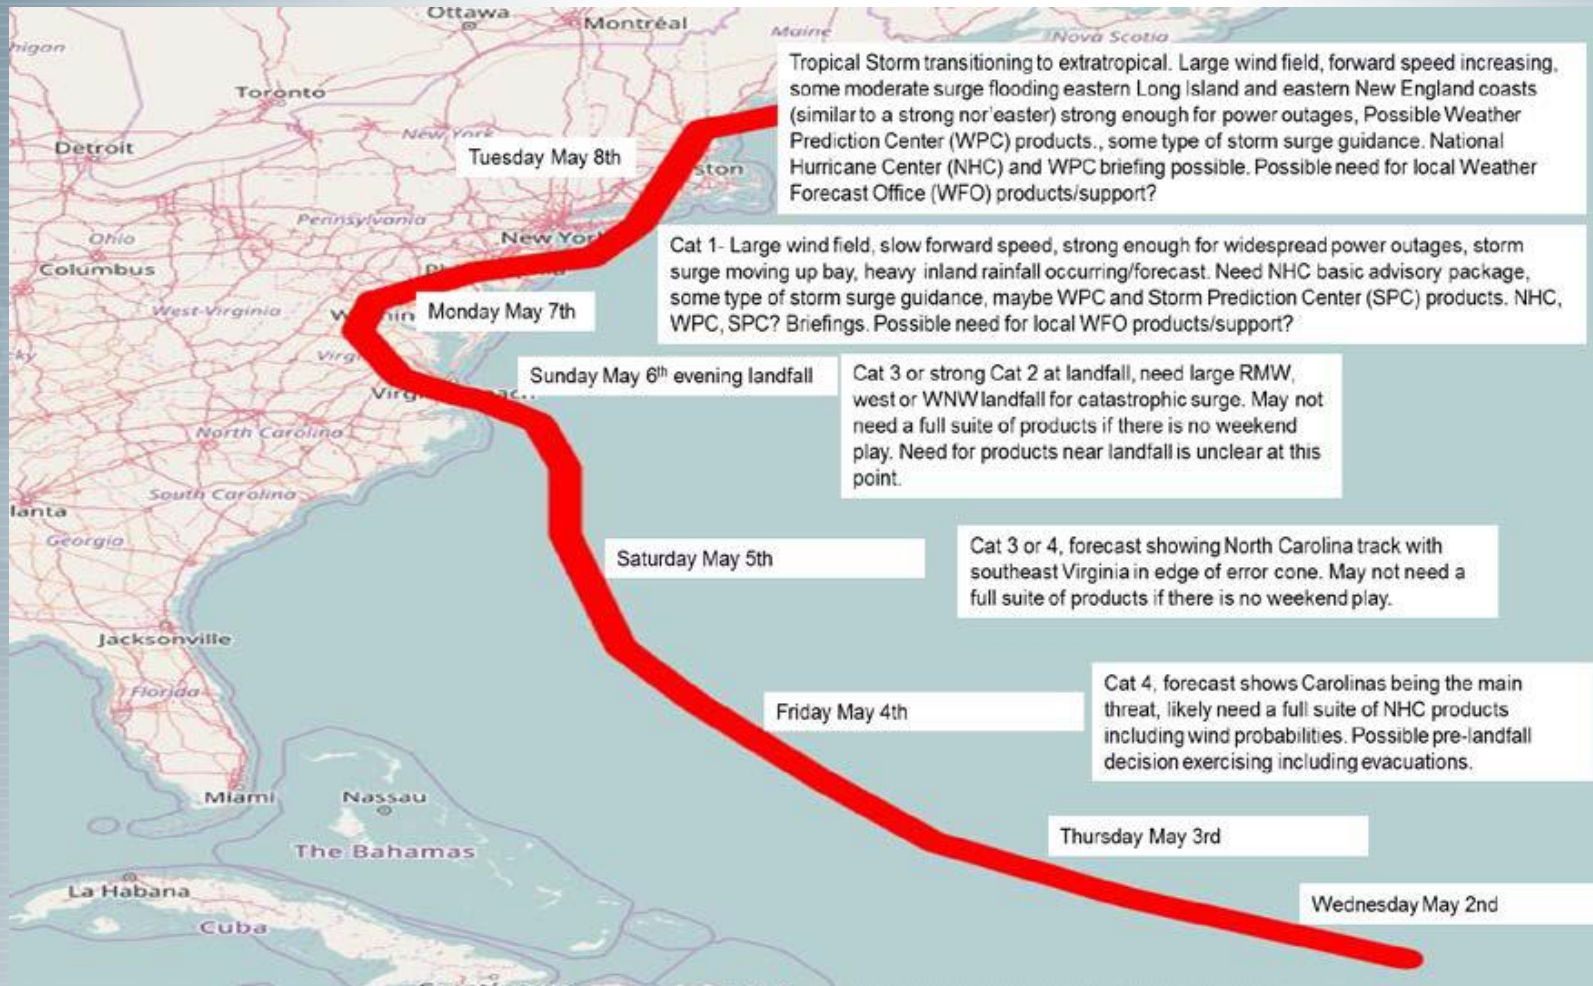 Ottawa
Montréal
Maine
Nova Scotia
higan
Toronto
New York
Detroit
Tuesday May 8th
ston
Tropical Storm transitioning to extratropical. Large wind field, forward speed increasing,
some moderate surge flooding eastern Long Island and eastern New England coasts
(similar to a strong nor'easter) strong enough for power outages, Possible Weather
Prediction Center (WPC) products., some type of storm surge guidance. National
Hurricane Center (NHC) and WPC briefing possible. Possible need for local Weather
Forecast Office (WFO) products/support?
Pennsylvania
Ohio
New York
Columbus
West Virginia
Monday May 7th
Cat 1- Large wind field, slow forward speed, strong enough for widespread power outages, storm
surge moving up bay, heavy inland rainfall occurring/forecast. Need NHC basic advisory package,
some type of storm surge guidance, maybe WPC and Storm Prediction Center (SPC) products. NHC,
WPC, SPC? Briefings. Possible need for local WFO products/support?
ky
Virg
Sunday May 6th evening landfall
Cat 3 or strong Cat 2 at landfall, need large RMW,
west or WNW landfall for catastrophic surge. May not
need a full suite of products if there is no weekend
play. Need for products near landfall is unclear at this
point.
North Carolina
South Carolina
lanta
Georgia
Saturday May 5th
Cat 3 or 4, forecast showing North Carolina track with
southeast Virginia in edge of error cone. May not need a
full suite of products if there is no weekend play.
Jacksonville
Florida
Friday May 4th
Cat 4, forecast shows Carolinas being the main
threat, likely need a full suite of NHC products
including wind probabilities. Possible pre-landfall
decision exercising including evacuations.
Miami
Nassau
Thursday May 3rd
The Bahamas
La Habana
Cuba
Wednesday May 2nd